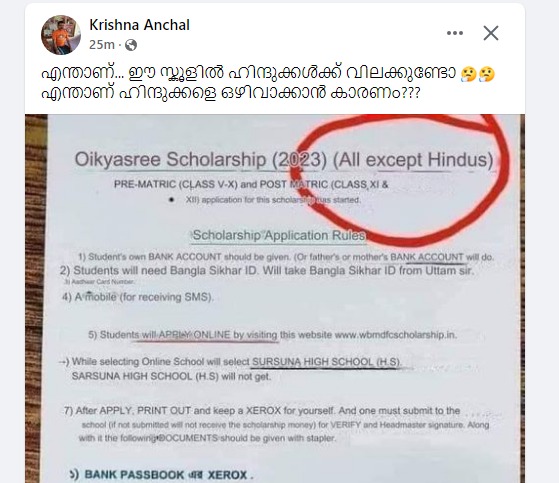 Krishna Anchal
25m
എന്താണ്... ഈ സ്കൂളിൽ ഹിന്ദുക്കൾക്ക് വിലക്കുണ്ടോ 🤔🤔
എന്താണ് ഹിന്ദുക്കളെ ഒഴിവാക്കാൻ കാരണം???
Oikyasree Scholarship (2023) (All except Hindus)
PRE-MATRIC (CLASS V-X) and POST MATRIC (CLASS XI &
• XII) application for this scholarship has started.
Scholarship Application Rules
1) Student's own BANK ACCOUNT should be given. (Or father's or mother's BANK ACCOUNT will do.
2) Students will need Bangla Sikhar ID. Will take Bangla Sikhar ID from Uttam sir.
3) Aadhaar Card Number.
4) A mobile (for receiving SMS).
5) Students will APPLY ONLINE by visiting this website www.wbmdfcscholarship.in.
→) While selecting Online School will select SURSUNA HIGH SCHOOL (H.S).
SARSUNA HIGH SCHOOL (H.S) will not get.
7) After APPLY, PRINT OUT and keep a XEROX for yourself. And one must submit to the
school (if not submitted will not receive the scholarship money) for VERIFY and Headmaster signature. Along
with it the following DOCUMENTS should be given with stapler.
১) BANK PASSBOOK এর XEROX .